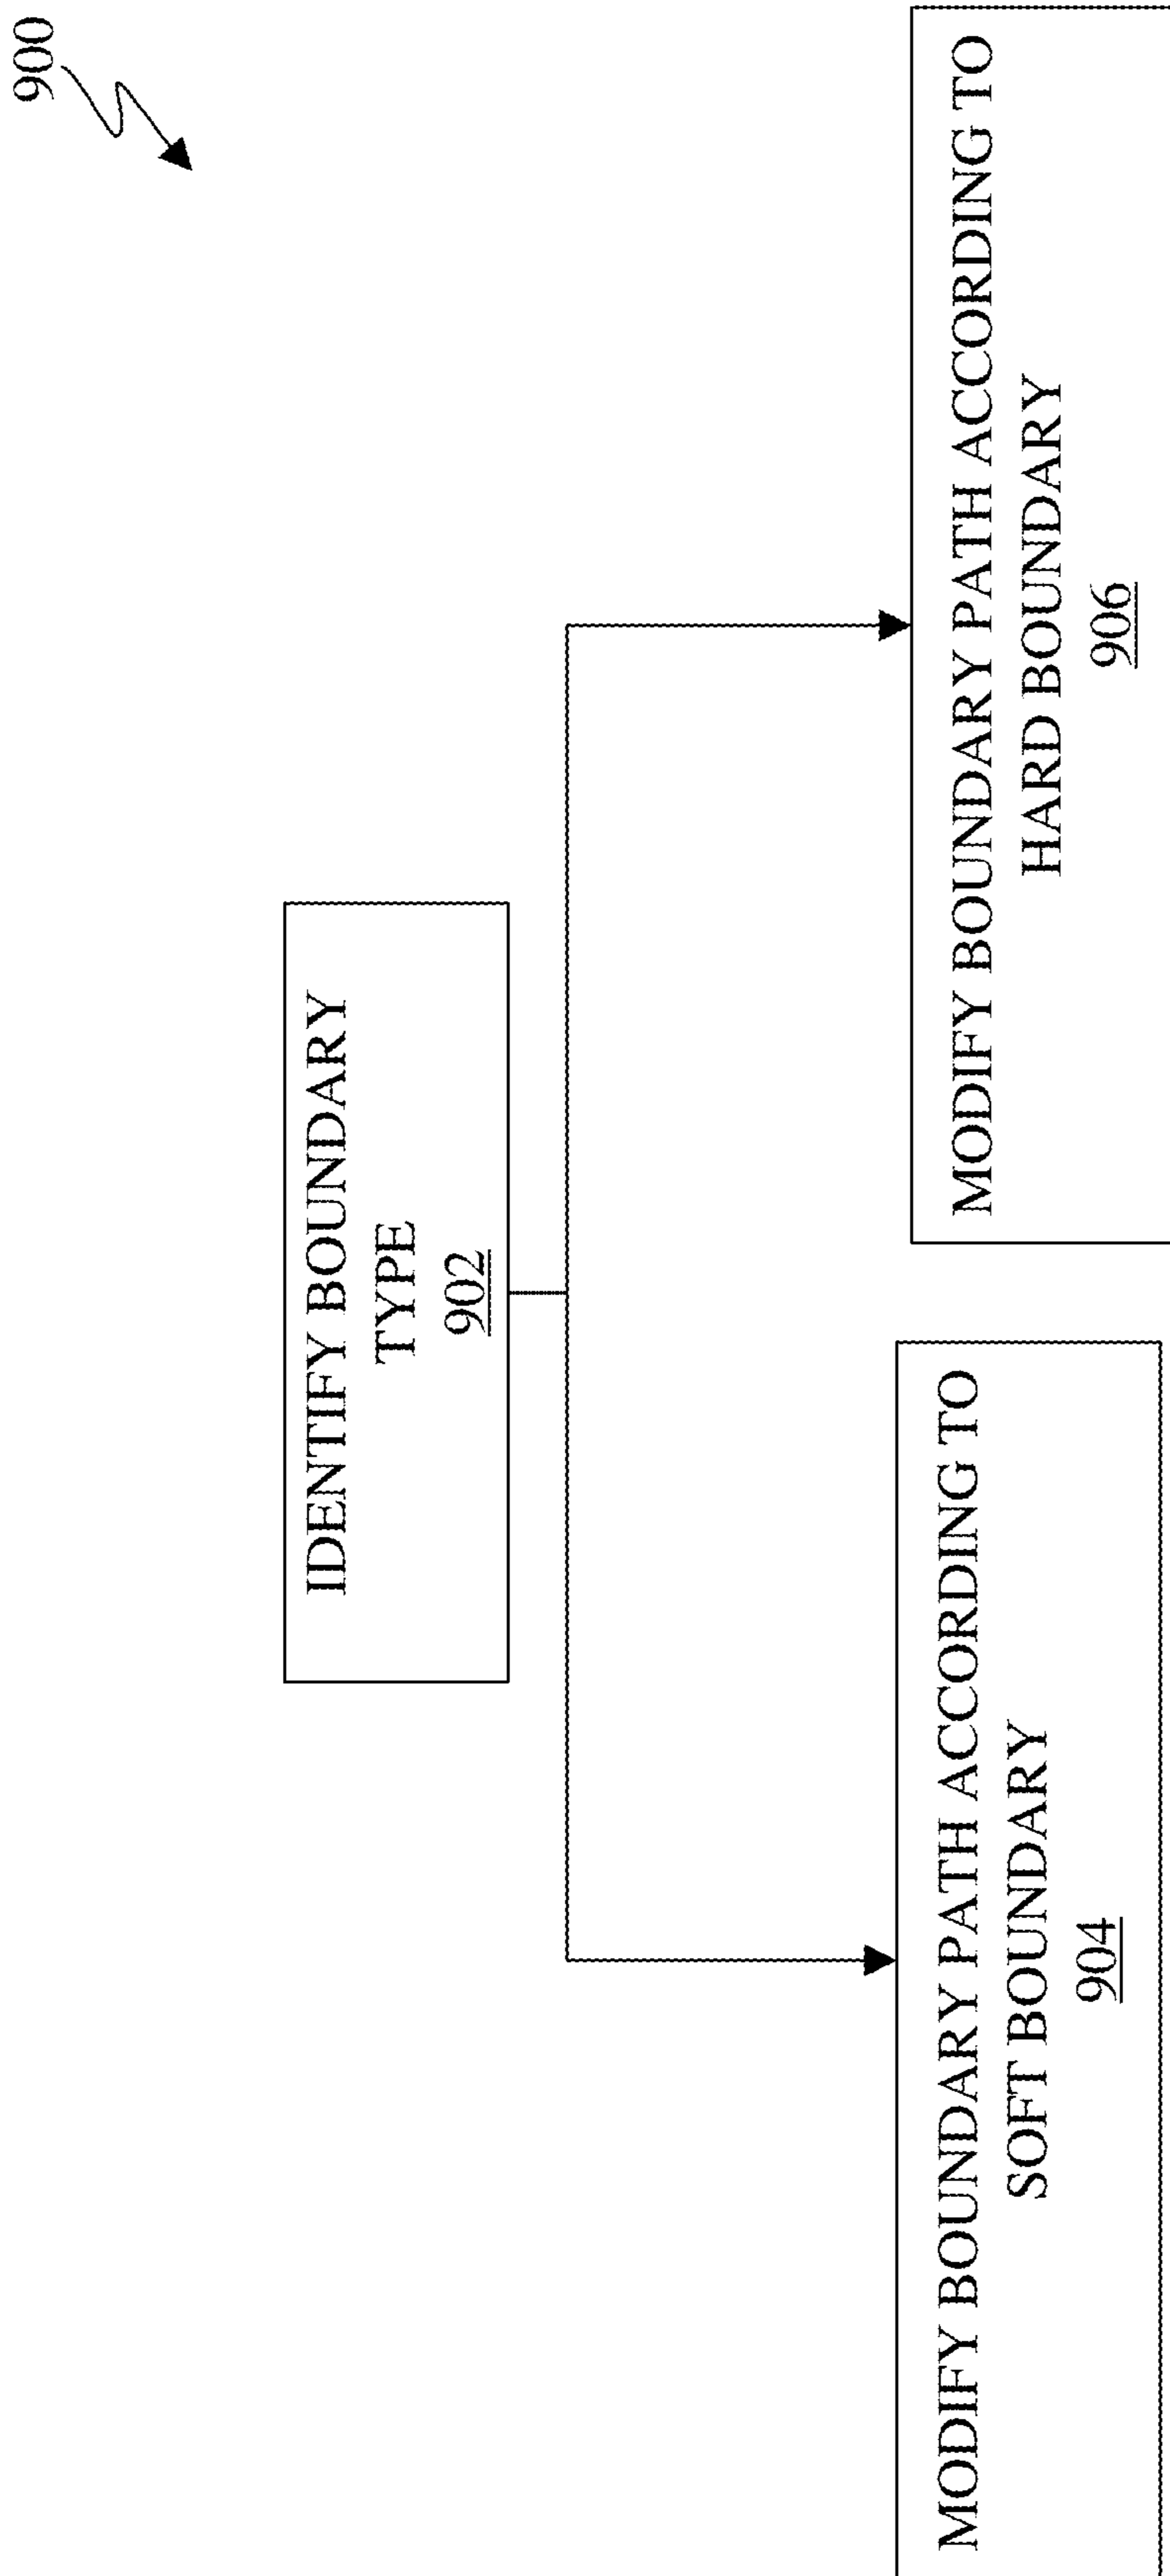 900
IDENTIFY BOUNDARY
TYPE
902
MODIFY BOUNDARY PATH ACCORDING TO
SOFT BOUNDARY
904
MODIFY BOUNDARY PATH ACCORDING TO
HARD BOUNDARY
906